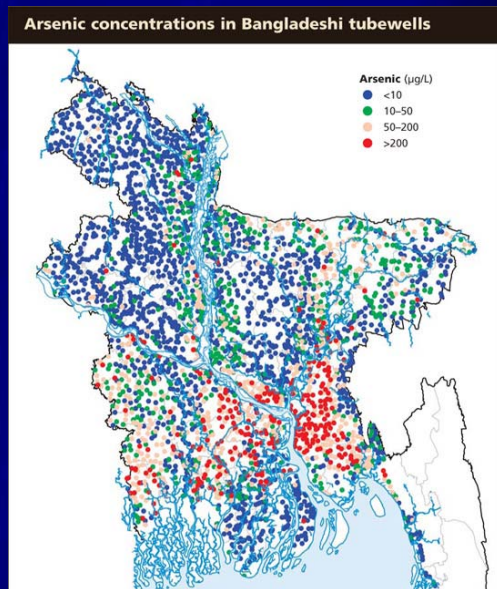 Arsenic concentrations in Bangladeshi tubewells
Arsenic (µg/L)
<10
10–50
50–200
>200